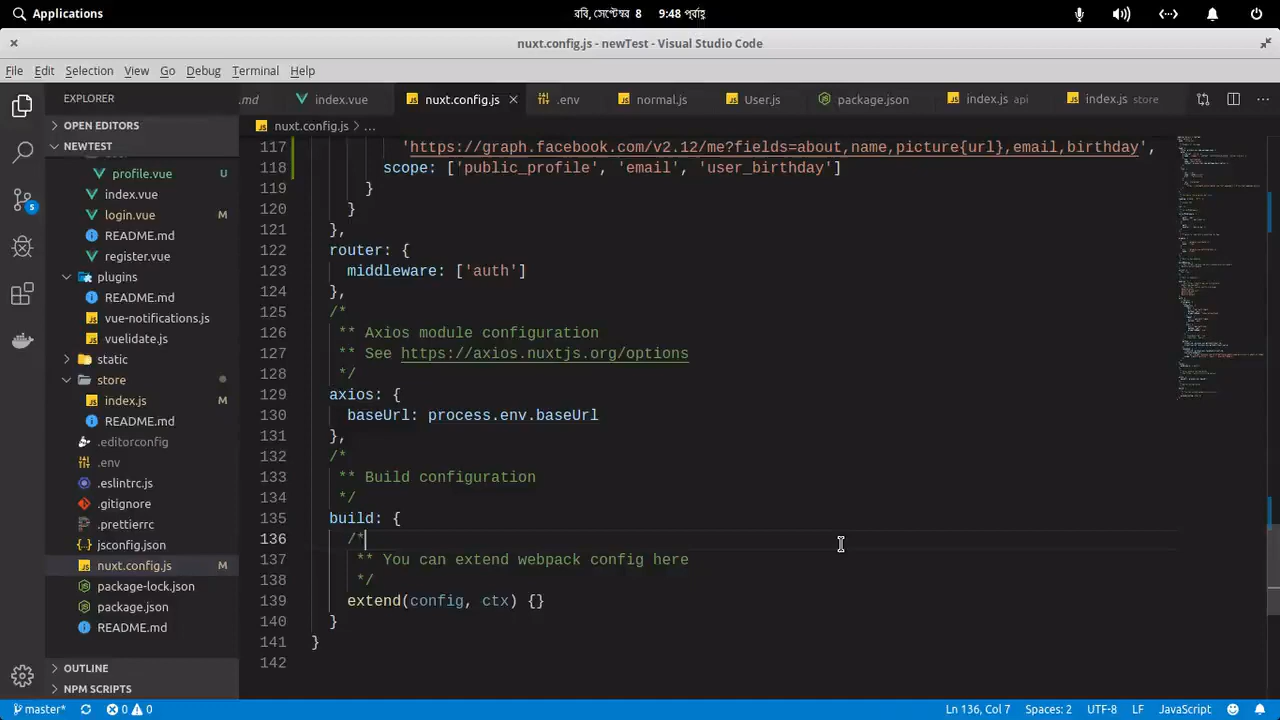 Applications
রবি, সেপ্টেম্বর 8 9:48 পূর্বাহ্ণ
nuxt.config.js - newTest - Visual Studio Code
File Edit Selection View Go Debug Terminal Help
EXPLORER
.md index.vue nuxt.config.js .env normal.js User.js package.json index.js api index.js store
OPEN EDITORS
NEWTEST
profile.vue U
index.vue
login.vue M
README.md
register.vue
plugins
README.md
vue-notifications.js
vuelidate.js
static
store
index.js M
README.md
.editorconfig
.env
.eslintrc.js
.gitignore
.prettierrc
jsconfig.json
nuxt.config.js M
package-lock.json
package.json
README.md
OUTLINE
NPM SCRIPTS
5
nuxt.config.js > ...
117 'https://graph.facebook.com/v2.12/me?fields=about,name,picture{url},email,birthday',
118 scope: ['public_profile', 'email', 'user_birthday']
119 }
120 }
121 },
122 router: {
123 middleware: ['auth']
124 },
125 /*
126 ** Axios module configuration
127 ** See https://axios.nuxtjs.org/options
128 */
129 axios: {
130 baseUrl: process.env.baseUrl
131 },
132 /*
133 ** Build configuration
134 */
135 build: {
136 /*
137 ** You can extend webpack config here
138 */
139 extend(config, ctx) {}
140 }
141 }
142
master* 0 0 Ln 136, Col 7 Spaces: 2 UTF-8 LF JavaScript